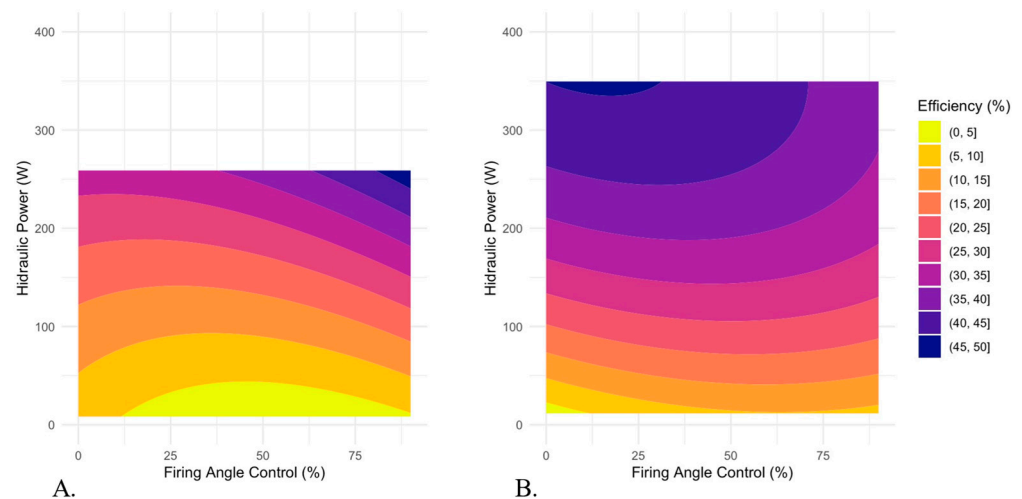 400
300
200
100
0
Hidraulic Power (W)
0 25 50 75
Firing Angle Control (%)
A.
400
300
200
100
0
Hidraulic Power (W)
0 25 50 75
Firing Angle Control (%)
B.
Efficiency (%)
(0, 5]
(5, 10]
(10, 15]
(15, 20]
(20, 25]
(25, 30]
(30, 35]
(35, 40]
(40, 45]
(45, 50]